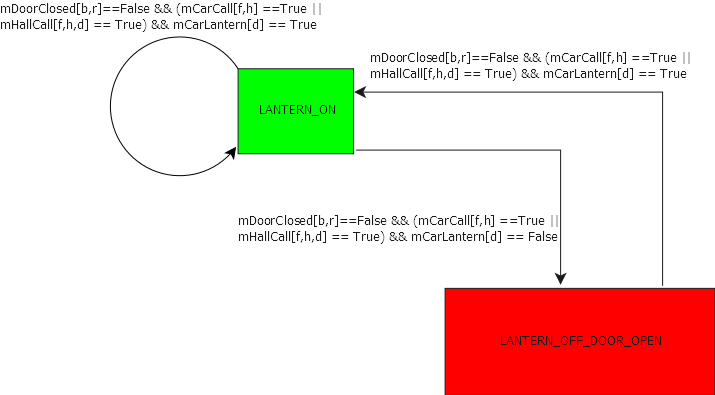 mDoorClosed[b,r]==False && (mCarCall[f,h] ==True ||
mHallCall[f,h,d] == True) && mCarLantern[d] == True
mDoorClosed[b,r]==False && (mCarCall[f,h] ==True ||
mHallCall[f,h,d] == True) && mCarLantern[d] == True
LANTERN_ON
mDoorClosed[b,r]==False && (mCarCall[f,h] ==True ||
mHallCall[f,h,d] == True) && mCarLantern[d] == False
LANTERN_OFF_DOOR_OPEN